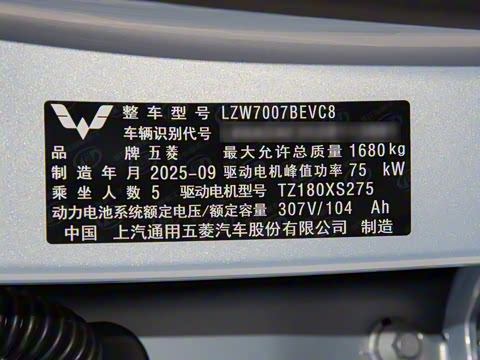 整车型号 LZW7007BEVC8
车辆识别代号
品牌 五菱 最大允许总质量 1680 kg
制造年月 2025-09 驱动电机峰值功率 75 kW
乘坐人数 5 驱动电机型号 TZ180XS275
动力电池系统额定电压/额定容量 307V/104 Ah
中国 上汽通用五菱汽车股份有限公司 制造